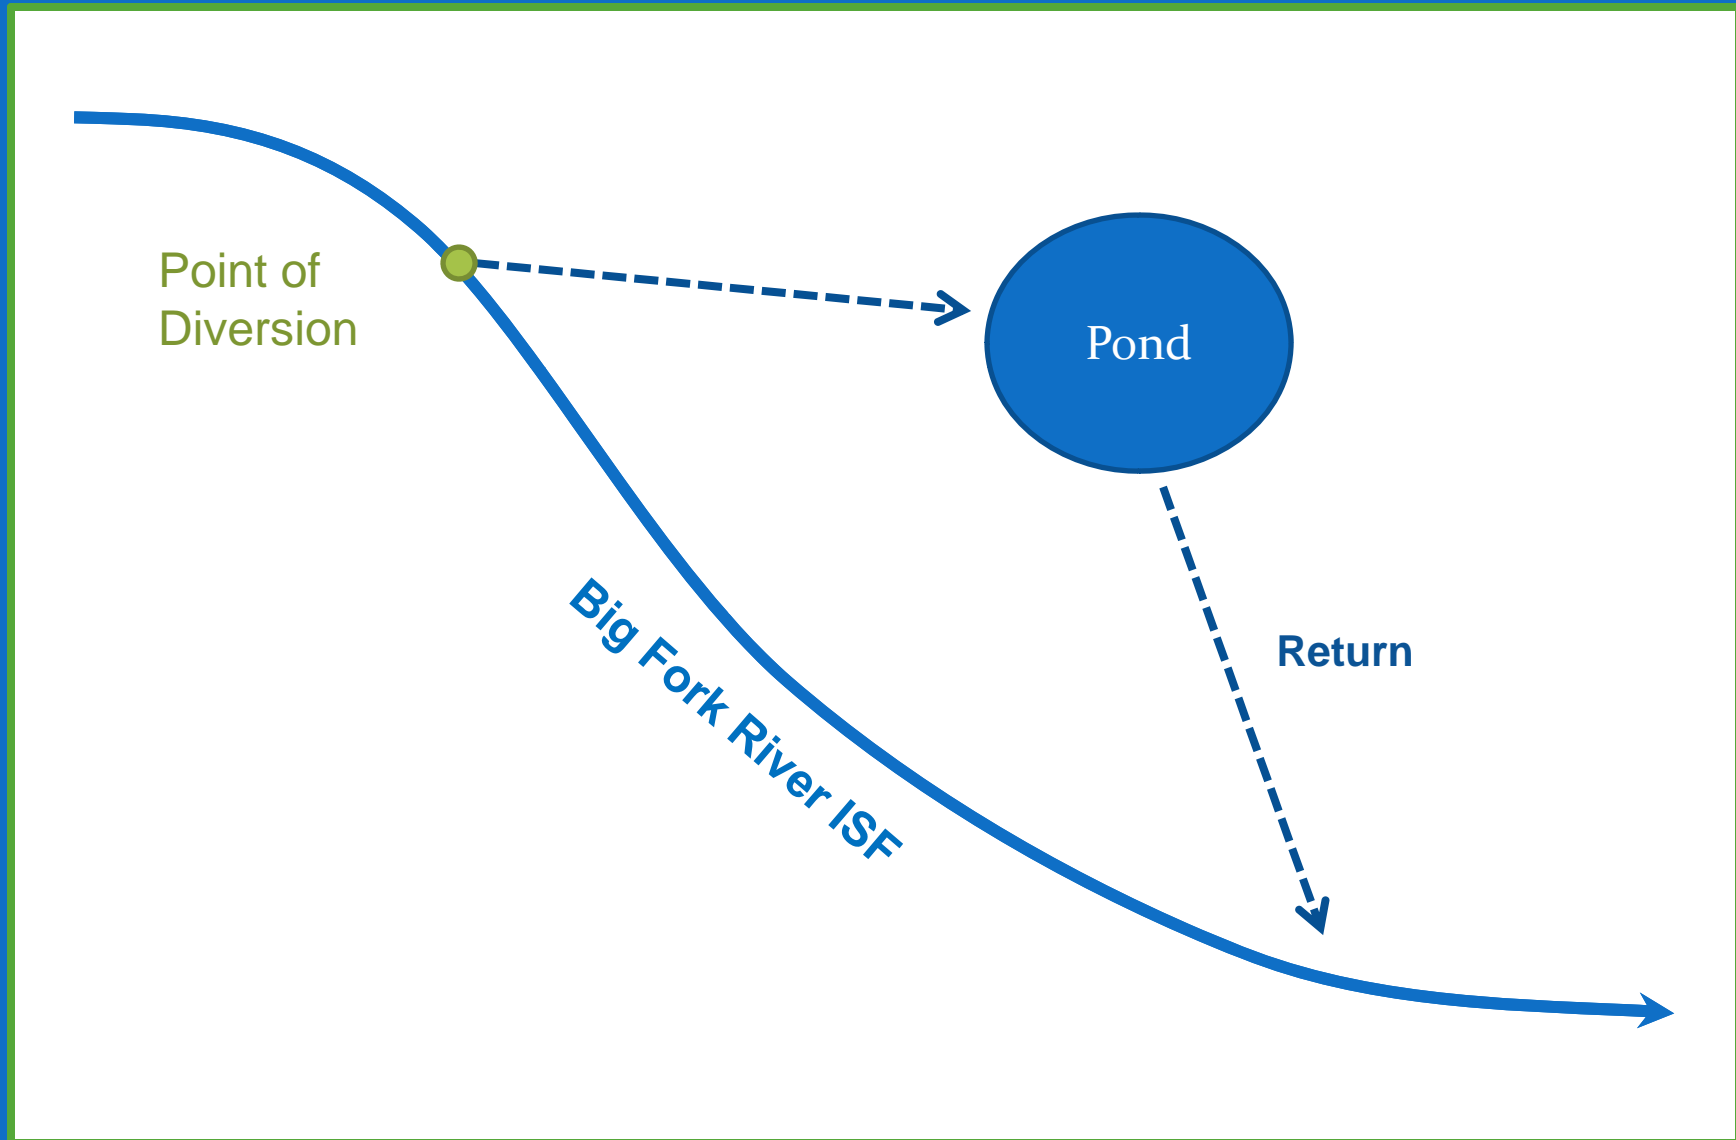 Point of
Diversion
Pond
Big Fork River ISF
Return